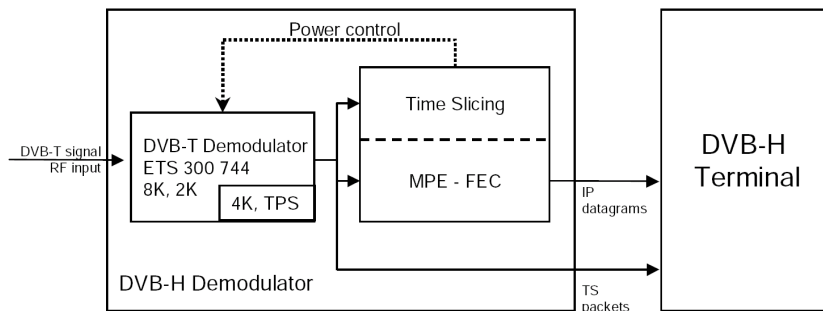 Power control
Time Slicing
DVB-T Demodulator
ETS 300 744
8K, 2K
4K, TPS
MPE - FEC
DVB-T signal
RF input
DVB-H
Terminal
IP
datagrams
DVB-H Demodulator
TS
packets